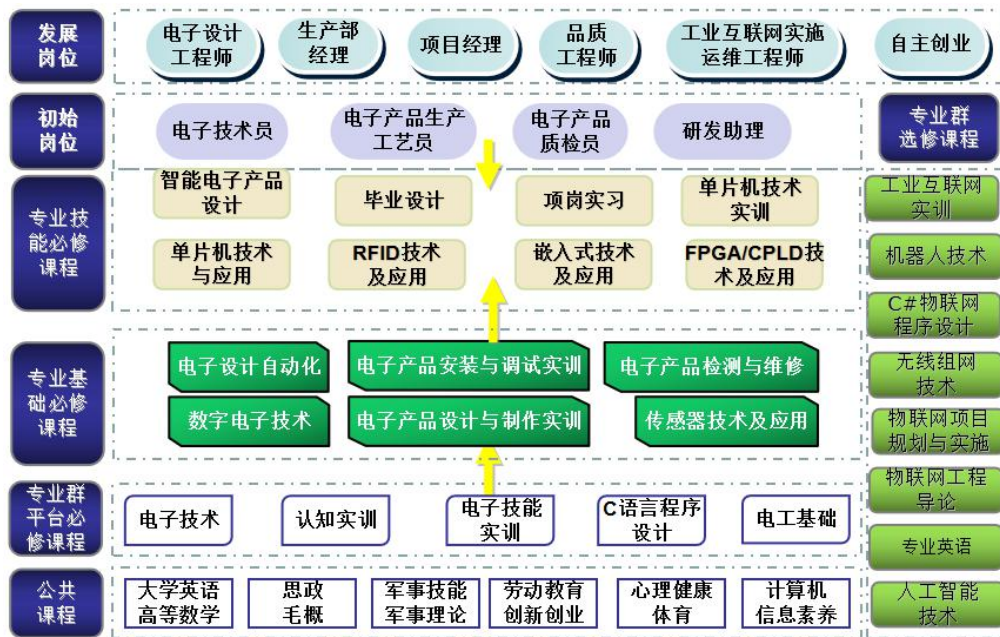 发展
岗位
电子设计
工程师
生产部
经理
项目经理
品质
工程师
工业互联网实施
运维工程师
自主创业
初始
岗位
电子技术员
电子产品生产
工艺员
电子产品
质检员
研发助理
专业群
选修课程
专业技
能必修
课程
智能电子产品
设计
毕业设计
顶岗实习
单片机技术
实训
单片机技术
与应用
RFID技术
及应用
嵌入式技术
及应用
FPGA/CPLD技
术及应用
工业互联网
实训
机器人技术
C#物联网
程序设计
无线组网
技术
物联网项目
规划与实施
物联网工程
导论
专业英语
人工智能
技术
专业基
础必修
课程
电子设计自动化
电子产品安装与调试实训
电子产品检测与维修
数字电子技术
电子产品设计与制作实训
传感器技术及应用
专业群
平台必
修课程
电子技术
认知实训
电子技能
实训
C语言程序
设计
电工基础
公共
课程
大学英语
高等数学
思政
毛概
军事技能
军事理论
劳动教育
创新创业
心理健康
体育
计算机
信息素养